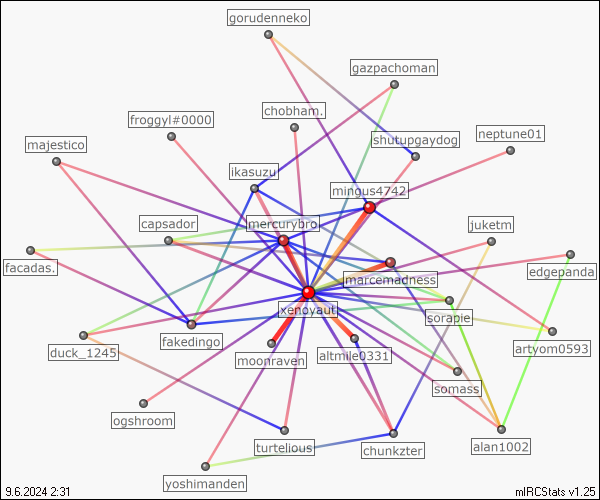 gorudenneko
gazpachoman
chobham.
froggyl#0000
neptune01
shutupgaydog
majestico
ikasuzu
mingus4742
capsador
mercurybro
juketm
facadas.
marcemadness
edgepanda
xenoyaut
sorapie
fakedingo
artyom0593
duck_1245
moonraven
altmile0331
somass
ogshroom
turtelious
chunkzter
alan1002
yoshimanden
9.6.2024 2:31
mIRCStats v1.25